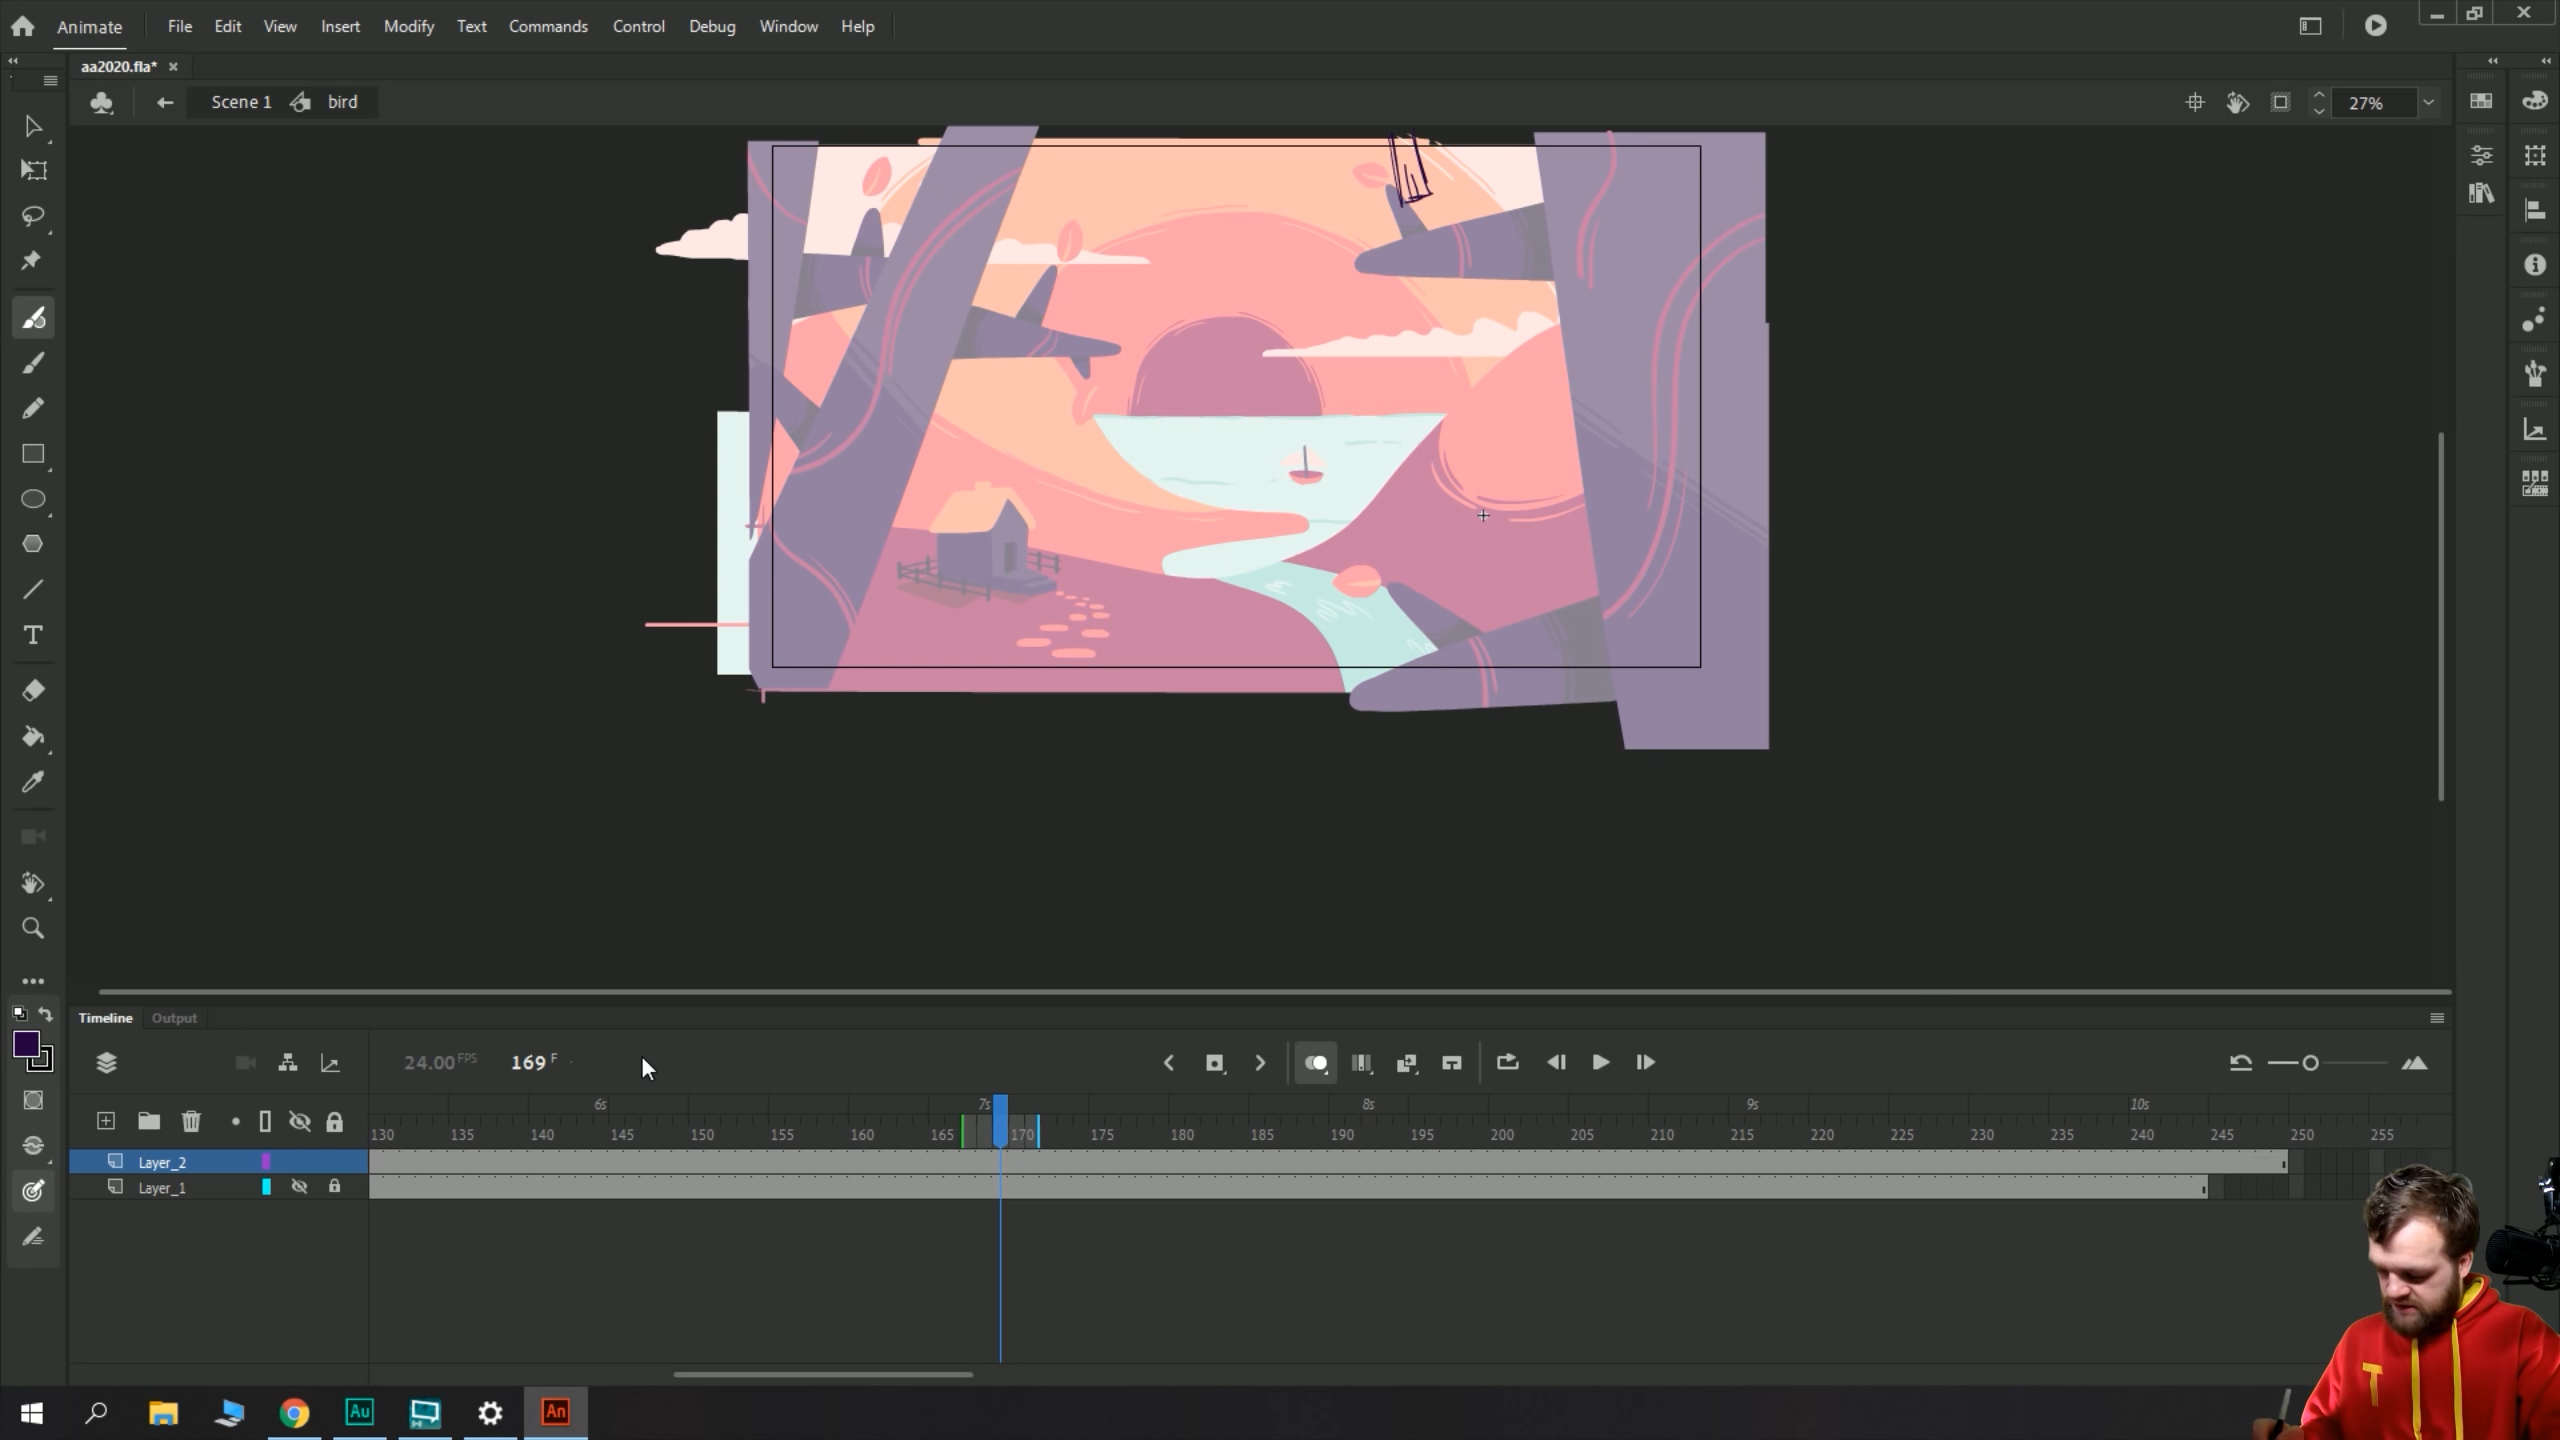 Animate File Edit View Insert Modify Text Commands Control Debug Window Help
aa2020.fla* ×
Scene 1 bird 27%
T
Timeline Output
24.00 FPS 169 F
6s 7s 8s 9s 10s
130 135 140 145 150 155 160 165 170 175 180 185 190 195 200 205 210 215 220 225 230 235 240 245 250 255
Layer_2
Layer_1
T
Au An